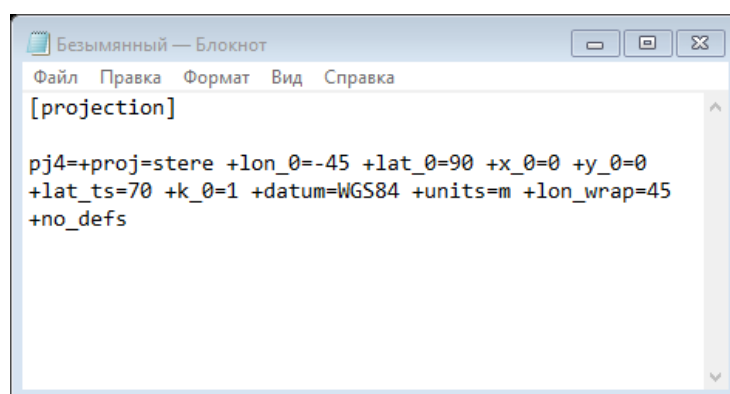 Безымянный — Блокнот
Файл Правка Формат Вид Справка
[projection]
pj4=+proj=stere +lon_0=-45 +lat_0=90 +x_0=0 +y_0=0
+lat_ts=70 +k_0=1 +datum=WGS84 +units=m +lon_wrap=45
+no_defs